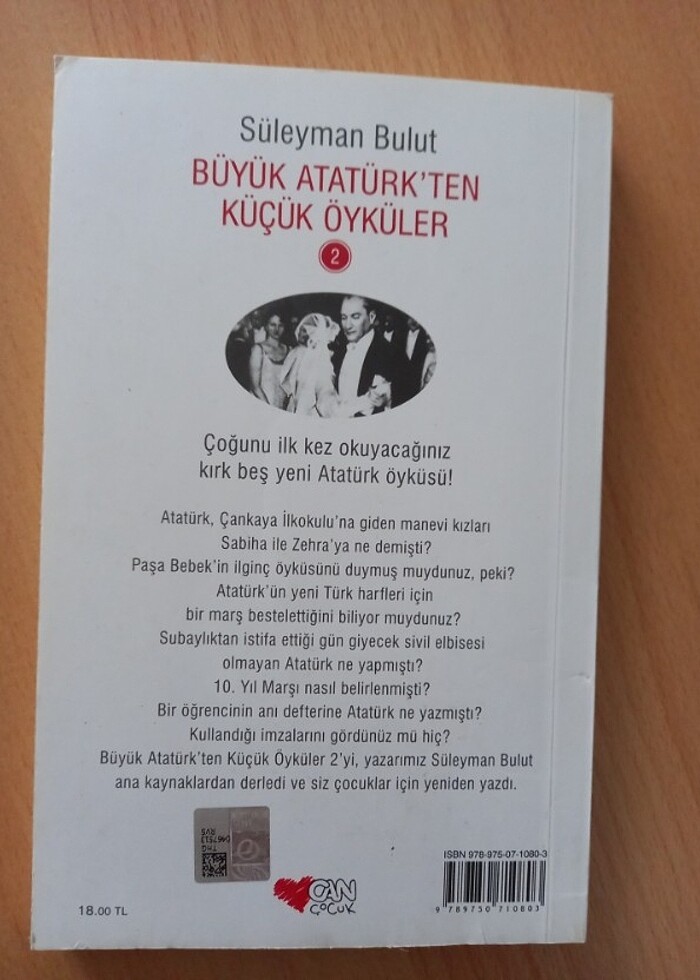 Süleyman Bulut
BÜYÜK ATATÜRK'TEN
KÜÇÜK ÖYKÜLER
2
Çoğunu ilk kez okuyacağınız
kırk beş yeni Atatürk öyküsü!
Atatürk, Çankaya İlkokulu'na giden manevi kızları
Sabiha ile Zehra'ya ne demişti?
Paşa Bebek'in ilginç öyküsünü duymuş muydunuz, peki?
Atatürk'ün yeni Türk harfleri için
bir marş bestelettiğini biliyor muydunuz?
Subaylıktan istifa ettiği gün giyecek sivil elbisesi
olmayan Atatürk ne yapmıştı?
10. Yıl Marşı nasıl belirlenmişti?
Bir öğrencinin anı defterine Atatürk ne yazmıştı?
Kullandığı imzalarını gördünüz mü hiç?
Büyük Atatürk'ten Küçük Öyküler 2'yi, yazarımız Süleyman Bulut
ana kaynaklardan derledi ve siz çocuklar için yeniden yazdı.
THG
RVS
CAN
ÇOCUK
18.00 TL
ISBN 978-975-07-1080-3
9 789750 710803